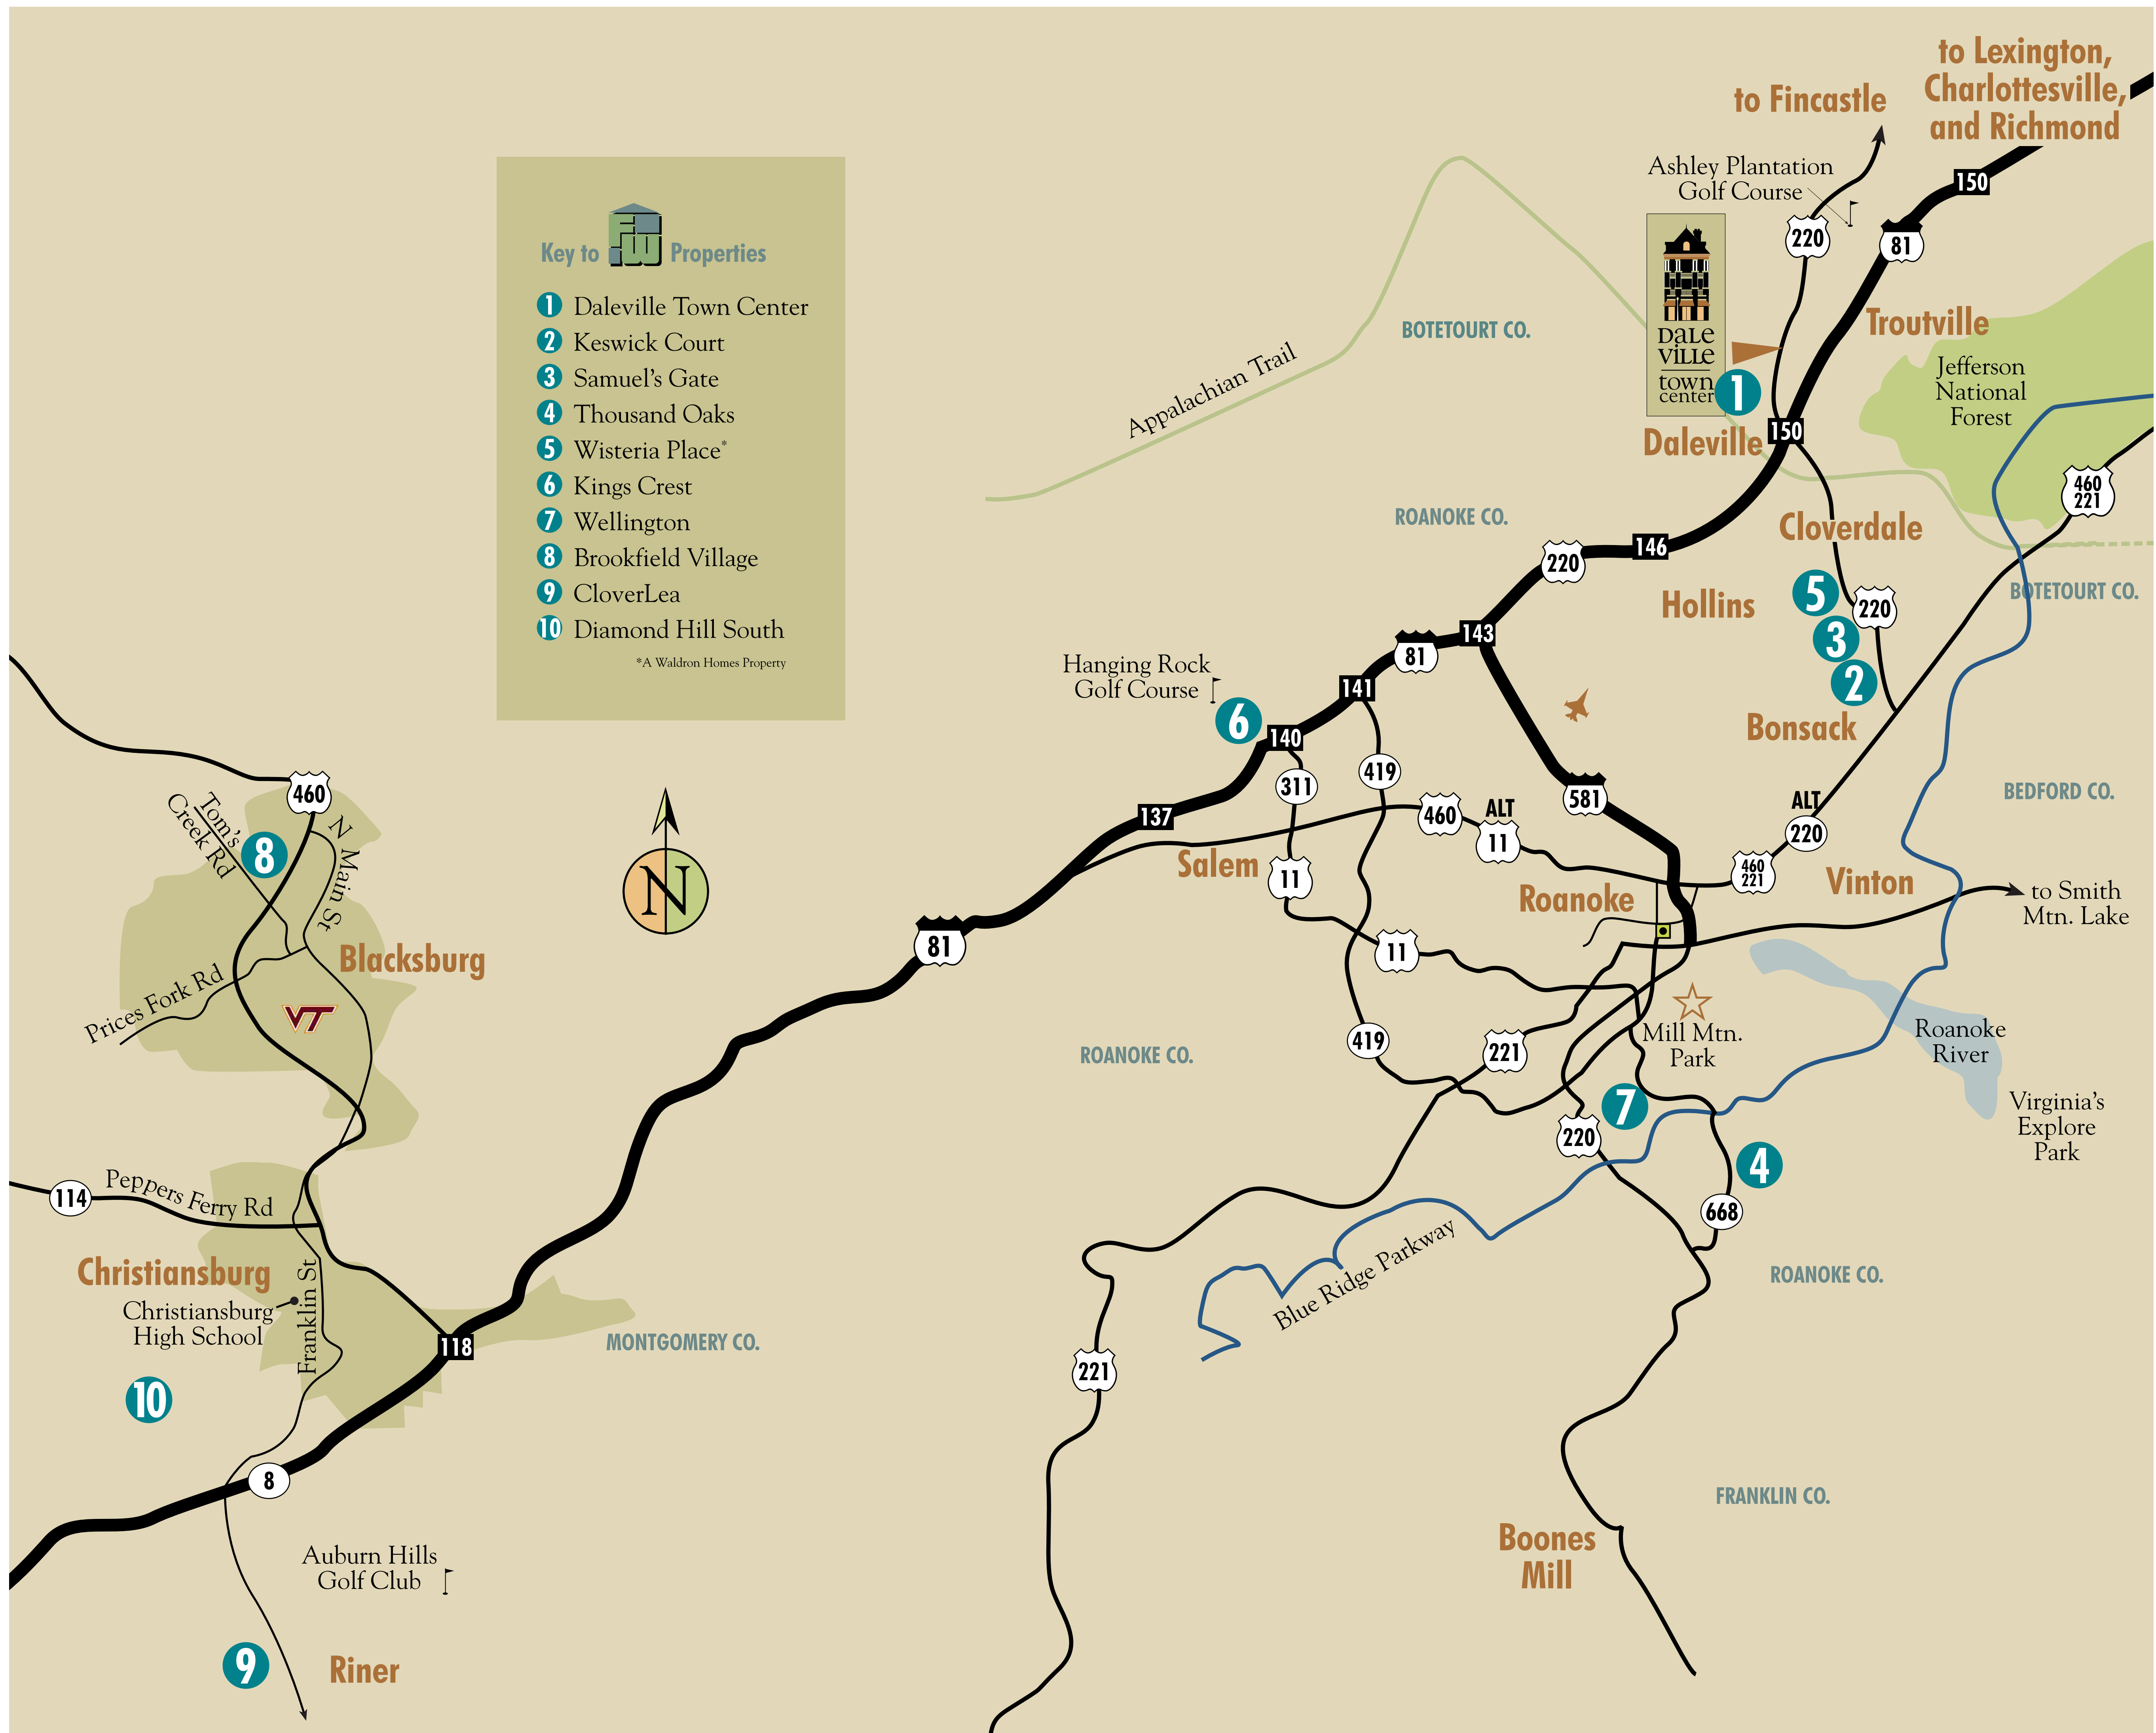 to Lexington,
Charlottesville,
and Richmond
to Fincastle
Ashley Plantation
Golf Course
150
220
81
Key to FW Properties
1 Daleville Town Center
2 Keswick Court
3 Samuel's Gate
4 Thousand Oaks
5 Wisteria Place*
6 Kings Crest
7 Wellington
8 Brookfield Village
9 CloverLea
10 Diamond Hill South
*A Waldron Homes Property
DaLe
viLLe
town
center
1
Troutville
BOTETOURT CO.
Appalachian Trail
Jefferson
National
Forest
Daleville
150
460
221
ROANOKE CO.
Cloverdale
146
220
Hollins
5
220
BOTETOURT CO.
3
2
143
81
Hanging Rock
Golf Course
141
6
140
Bonsack
419
311
581
BEDFORD CO.
ALT
220
137
460
ALT
11
Salem
11
460
221
Vinton
Roanoke
to Smith
Mtn. Lake
460
Tom's
Creek Rd
8
N Main St
N
Blacksburg
81
11
Prices Fork Rd
VT
419
221
Mill Mtn.
Park
Roanoke
River
ROANOKE CO.
7
220
Virginia's
Explore
Park
4
668
114
Peppers Ferry Rd
Christiansburg
Christiansburg
High School
Franklin St
Blue Ridge Parkway
ROANOKE CO.
118
MONTGOMERY CO.
221
10
8
FRANKLIN CO.
Boones
Mill
Auburn Hills
Golf Club
9
Riner